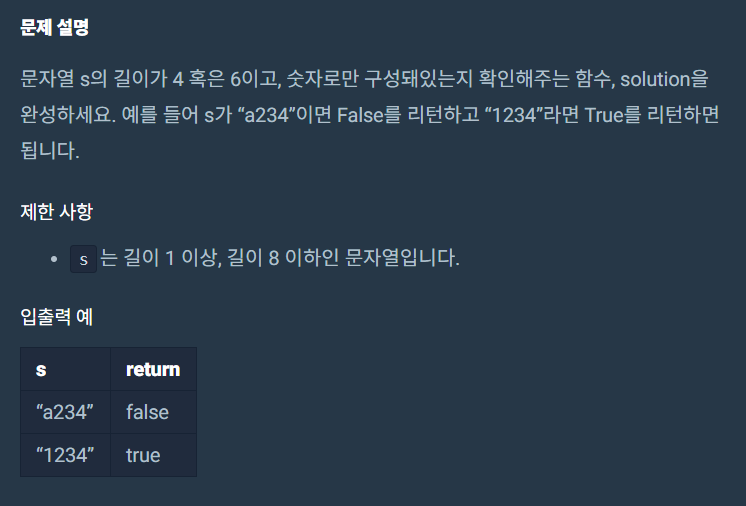 문제 설명
문자열 s의 길이가 4 혹은 6이고, 숫자로만 구성돼있는지 확인해주는 함수, solution을
완성하세요. 예를 들어 s가 “a234”이면 False를 리턴하고 “1234”라면 True를 리턴하면
됩니다.
제한 사항
• s 는 길이 1 이상, 길이 8 이하인 문자열입니다.
입출력 예
s return
“a234” false
“1234” true